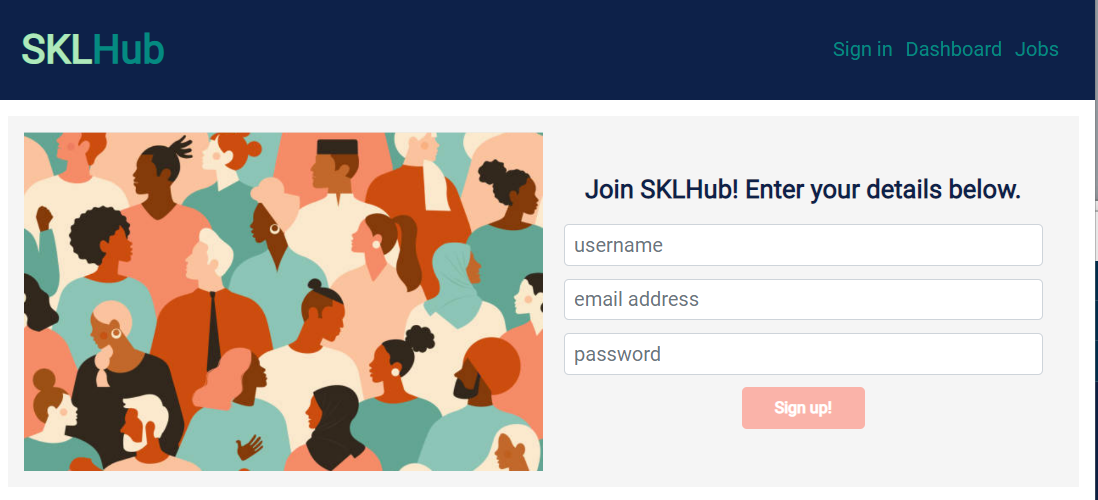 SKLHub
Sign in Dashboard Jobs
Join SKLHub! Enter your details below.
username
email address
password
Sign up!